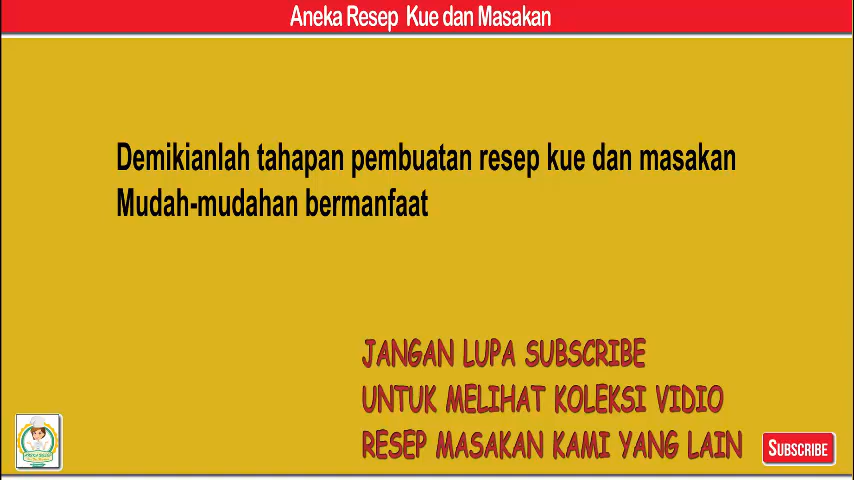 Aneka Resep Kue dan Masakan
Demikianlah tahapan pembuatan resep kue dan masakan
Mudah-mudahan bermanfaat
JANGAN LUPA SUBSCRIBE
UNTUK MELIHAT KOLEKSI VIDIO
RESEP MASAKAN KAMI YANG LAIN
SUBSCRIBE